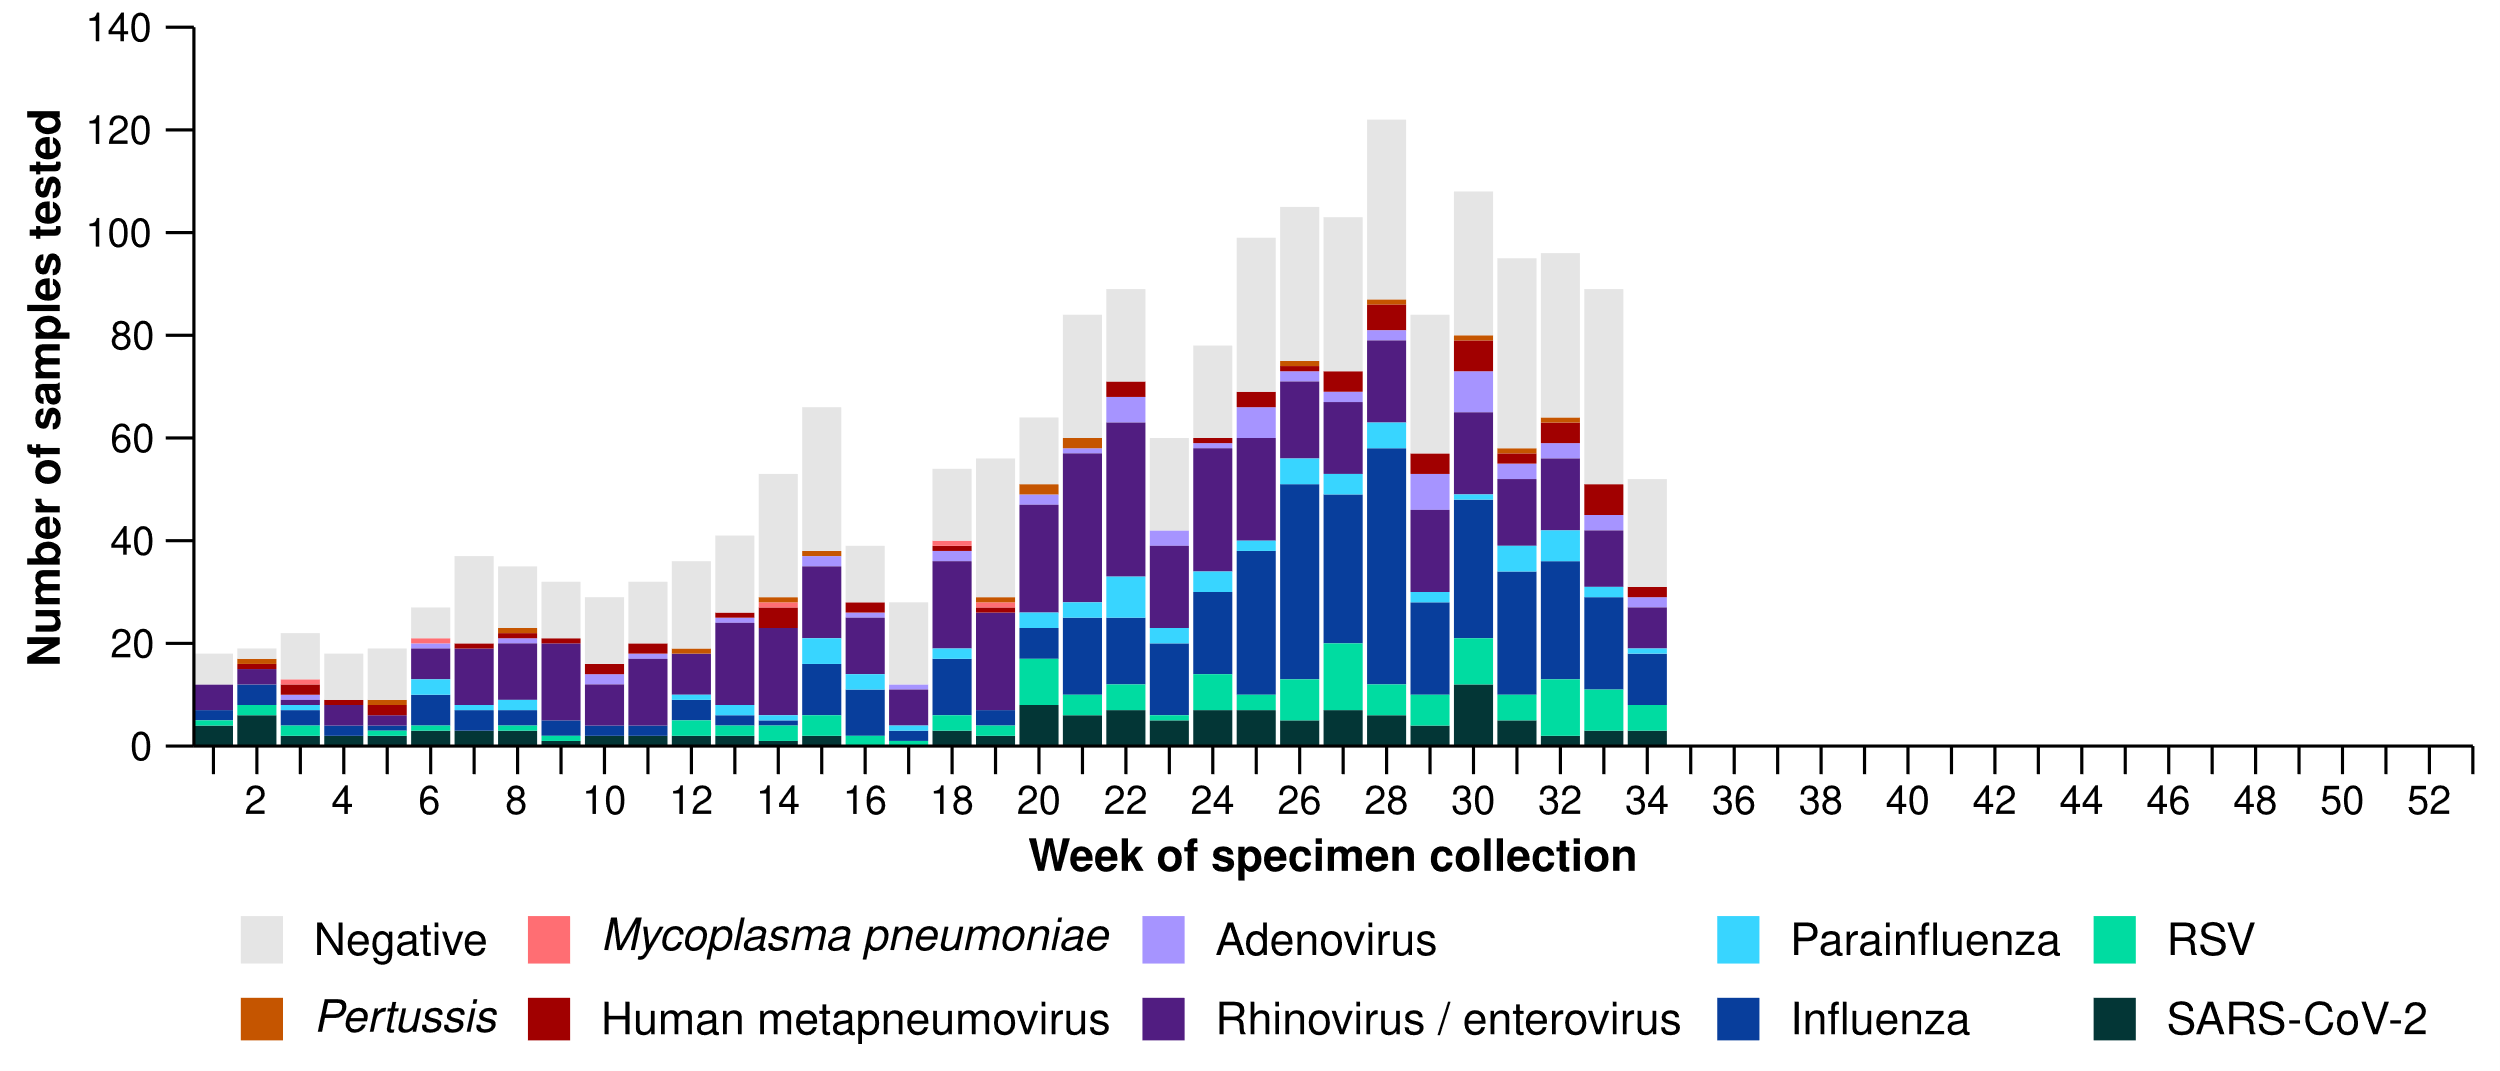 140
120
100
80
60
40
20
0
Number of samples tested
2 4 6 8 10 12 14 16 18 20 22 24 26 28 30 32 34 36 38 40 42 44 46 48 50 52
Week of specimen collection
Negative Mycoplasma pneumoniae Adenovirus Parainfluenza RSV
Pertussis Human metapneumovirus Rhinovirus / enterovirus Influenza SARS-CoV-2